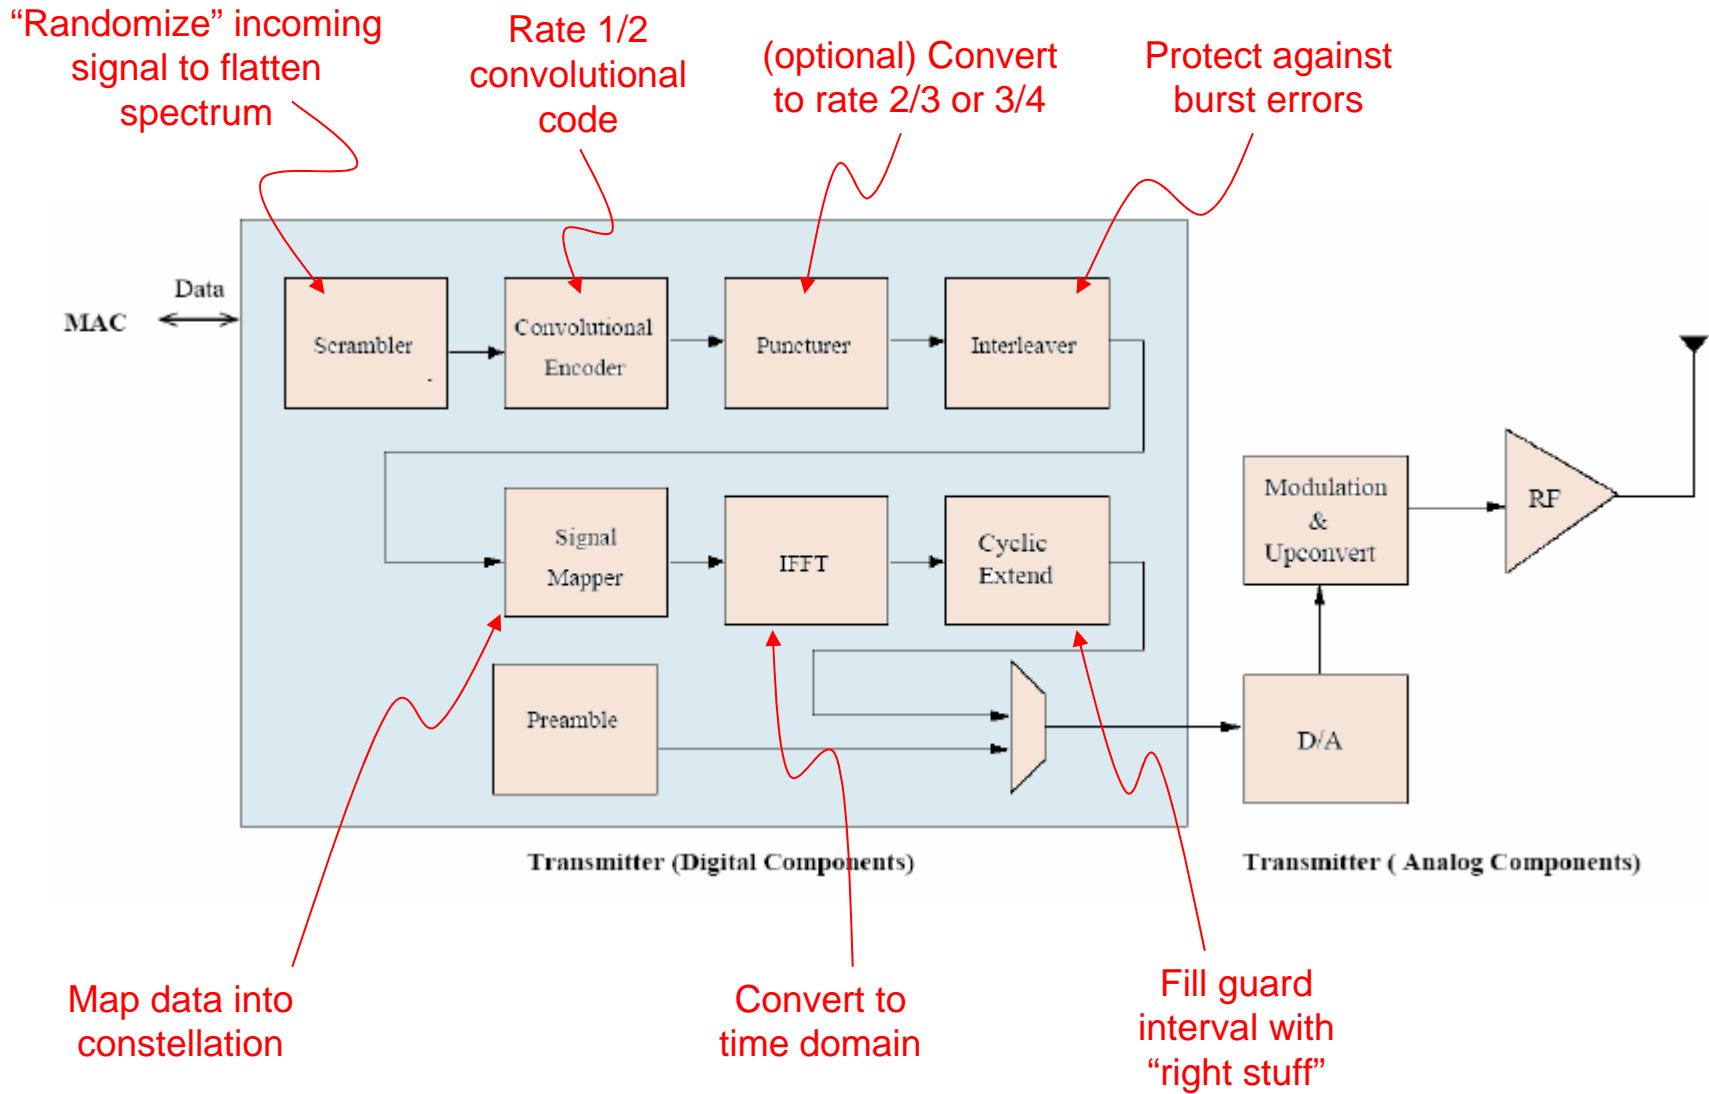 “Randomize” incoming
signal to flatten
spectrum
Rate 1/2
convolutional
code
(optional) Convert
to rate 2/3 or 3/4
Protect against
burst errors
MAC
Data
Scrambler
Convolutional
Encoder
Puncturer
Interleaver
Signal
Mapper
IFFT
Cyclic
Extend
Preamble
Modulation
&
Upconvert
RF
D/A
Transmitter (Digital Components)
Transmitter ( Analog Components)
Map data into
constellation
Convert to
time domain
Fill guard
interval with
“right stuff”